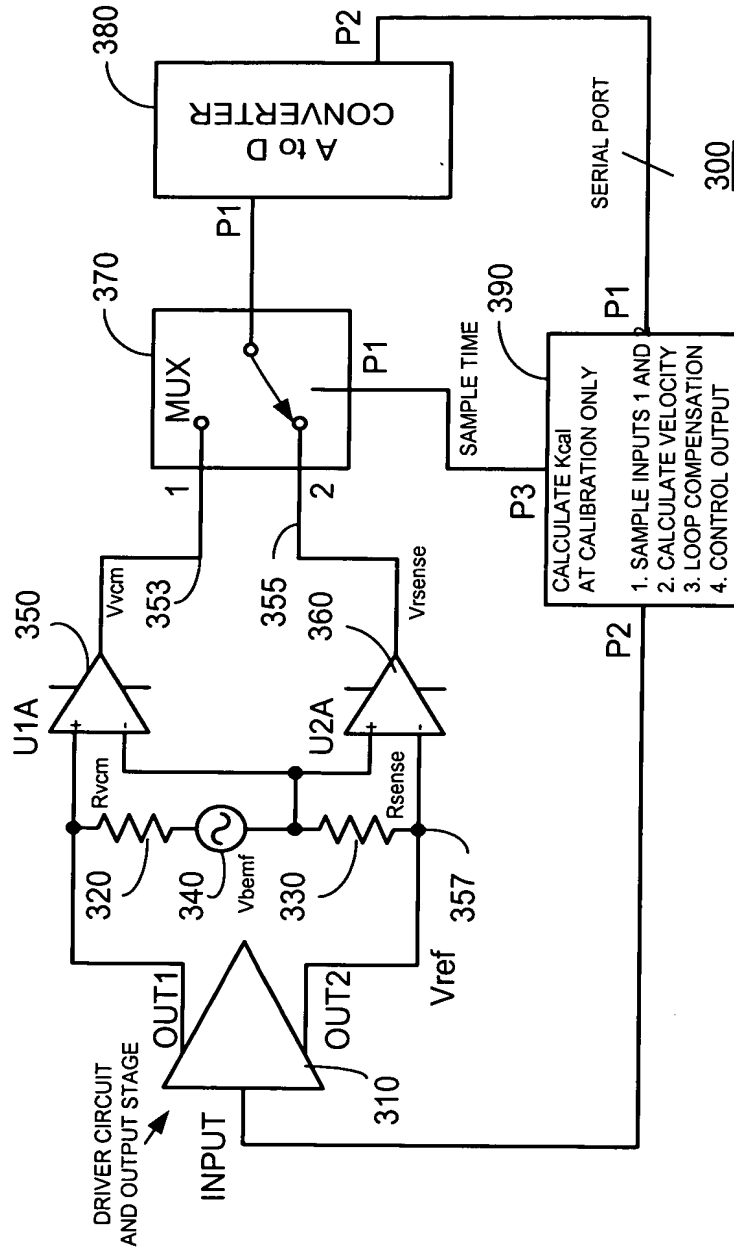 DRIVER CIRCUIT
AND OUTPUT STAGE
INPUT
OUT1
OUT2
310
Vref
320
Rvcm
340
Vbemf
330
Rsense
357
U1A
+
-
350
Vvcm
353
U2A
+
-
360
Vrsense
355
1
2
MUX
370
P1
SAMPLE TIME
P1
A to D
CONVERTER
380
P2
SERIAL PORT
300
390
P1
P2
P3
CALCULATE Kcal
AT CALIBRATION ONLY
1. SAMPLE INPUTS 1 AND 2
2. CALCULATE VELOCITY
3. LOOP COMPENSATION
4. CONTROL OUTPUT